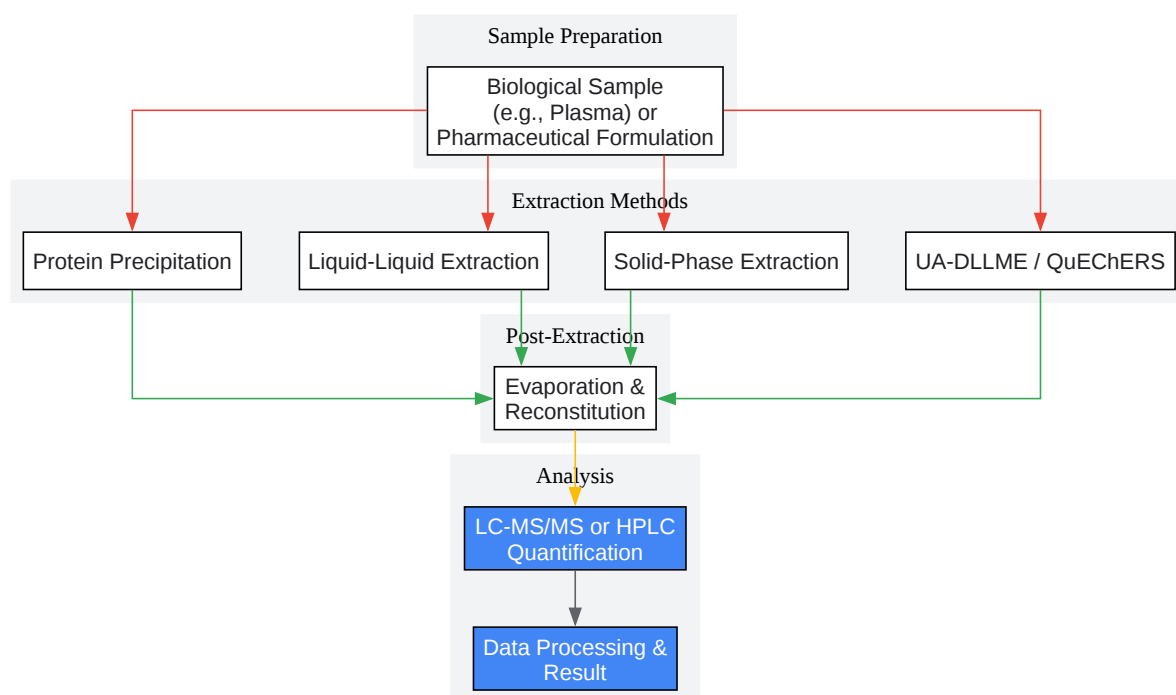 Sample Preparation
Biological Sample
(e.g., Plasma) or
Pharmaceutical Formulation
Extraction Methods
Protein Precipitation
Liquid-Liquid Extraction
Solid-Phase Extraction
UA-DLLME / QuEChERS
Post-Extraction
Evaporation &
Reconstitution
Analysis
LC-MS/MS or HPLC
Quantification
Data Processing &
Result